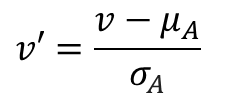 v' = (v − μ_A) / σ_A